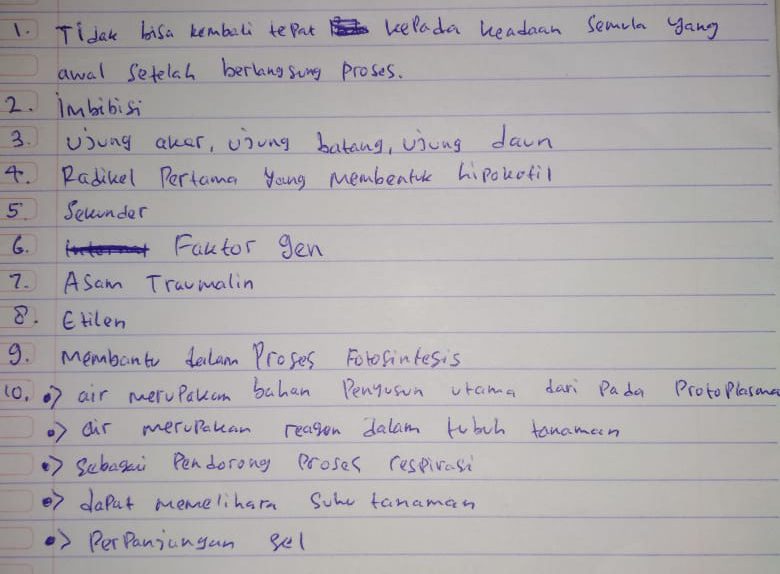 1. Tidak bisa kembali tepat kepada keadaan semula yang
awal setelah berlangsung proses.
2. imbibisi
3. ujung akar, ujung batang, ujung daun
4. Radikel Pertama yang membentuk hipokotil
5. Sekunder
6. Faktor gen
7. Asam Traumalin
8. Etilen
9. Membantu dalam Proses Fotosintesis
10. •> air merupakan bahan Penyusun utama dari pada Protoplasma
•> air merupakan reagen dalam tubuh tanaman
•> sebagai Pendorong Proses respirasi
•> dapat memelihara suhu tanaman
•> Perpanjangan sel